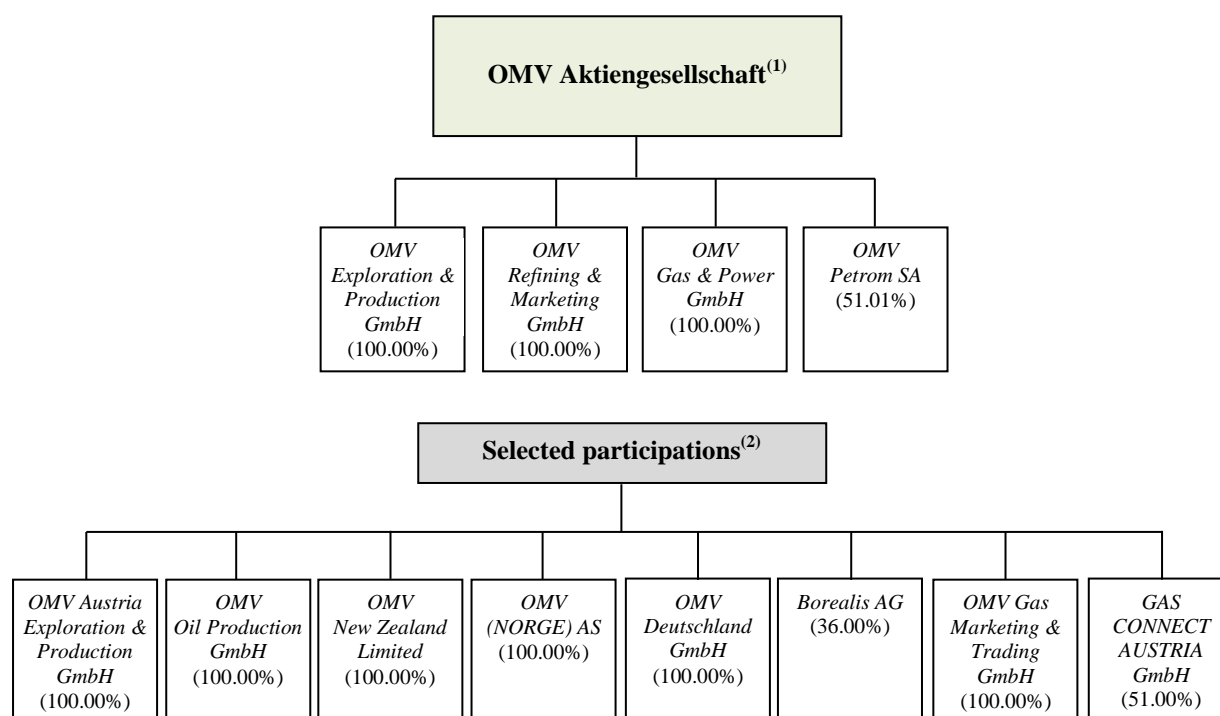 OMV Aktiengesellschaft(1)
OMV
Exploration &
Production
GmbH
(100.00%)
OMV
Refining &
Marketing
GmbH
(100.00%)
OMV
Gas & Power
GmbH
(100.00%)
OMV
Petrom SA
(51.01%)
Selected participations(2)
OMV Austria
Exploration &
Production
GmbH
(100.00%)
OMV
Oil Production
GmbH
(100.00%)
OMV
New Zealand
Limited
(100.00%)
OMV
(NORGE) AS
(100.00%)
OMV
Deutschland
GmbH
(100.00%)
Borealis AG
(36.00%)
OMV Gas
Marketing &
Trading
GmbH
(100.00%)
GAS
CONNECT
AUSTRIA
GmbH
(51.00%)